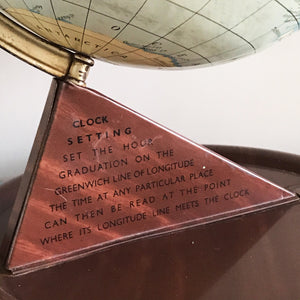 ANTARCTICA
CLOCK
SETTING
SET THE HOUR
GRADUATION ON THE
GREENWICH LINE OF LONGITUDE
THE TIME AT ANY PARTICULAR PLACE
CAN THEN BE READ AT THE POINT
WHERE ITS LONGITUDE LINE MEETS THE CLOCK